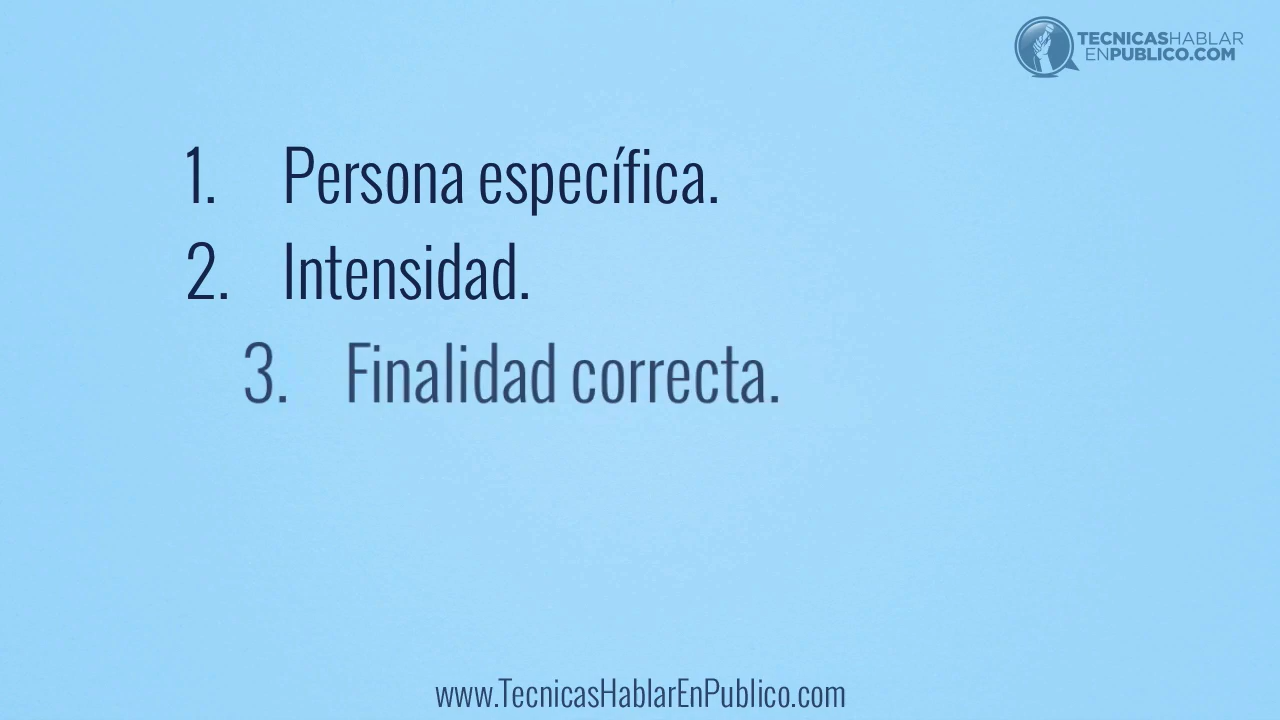 TECNICASHABLAR
ENPUBLICO.COM
1. Persona específica.
2. Intensidad.
3. Finalidad correcta.
www.TecnicasHablarEnPublico.com